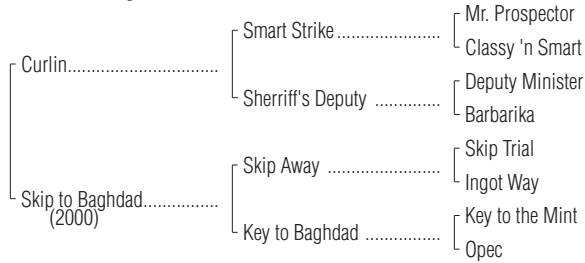 Mr. Prospector
Smart Strike ....................
Classy 'n Smart
Curlin..............................
Deputy Minister
Sherriff's Deputy .............
Barbarika
Skip Trial
Skip Away ......................
Ingot Way
Skip to Baghdad...............
(2000)
Key to the Mint
Key to Baghdad ...............
Opec